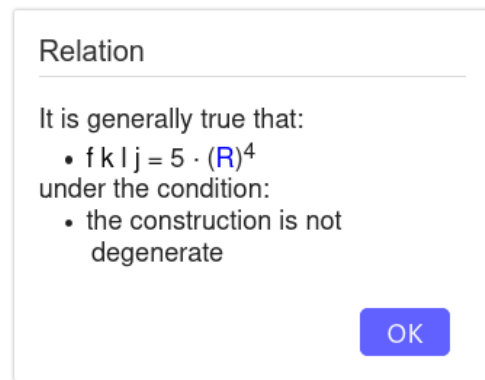 Relation
It is generally true that:
• f k l j = 5 · (R)⁴
under the condition:
• the construction is not
degenerate
OK